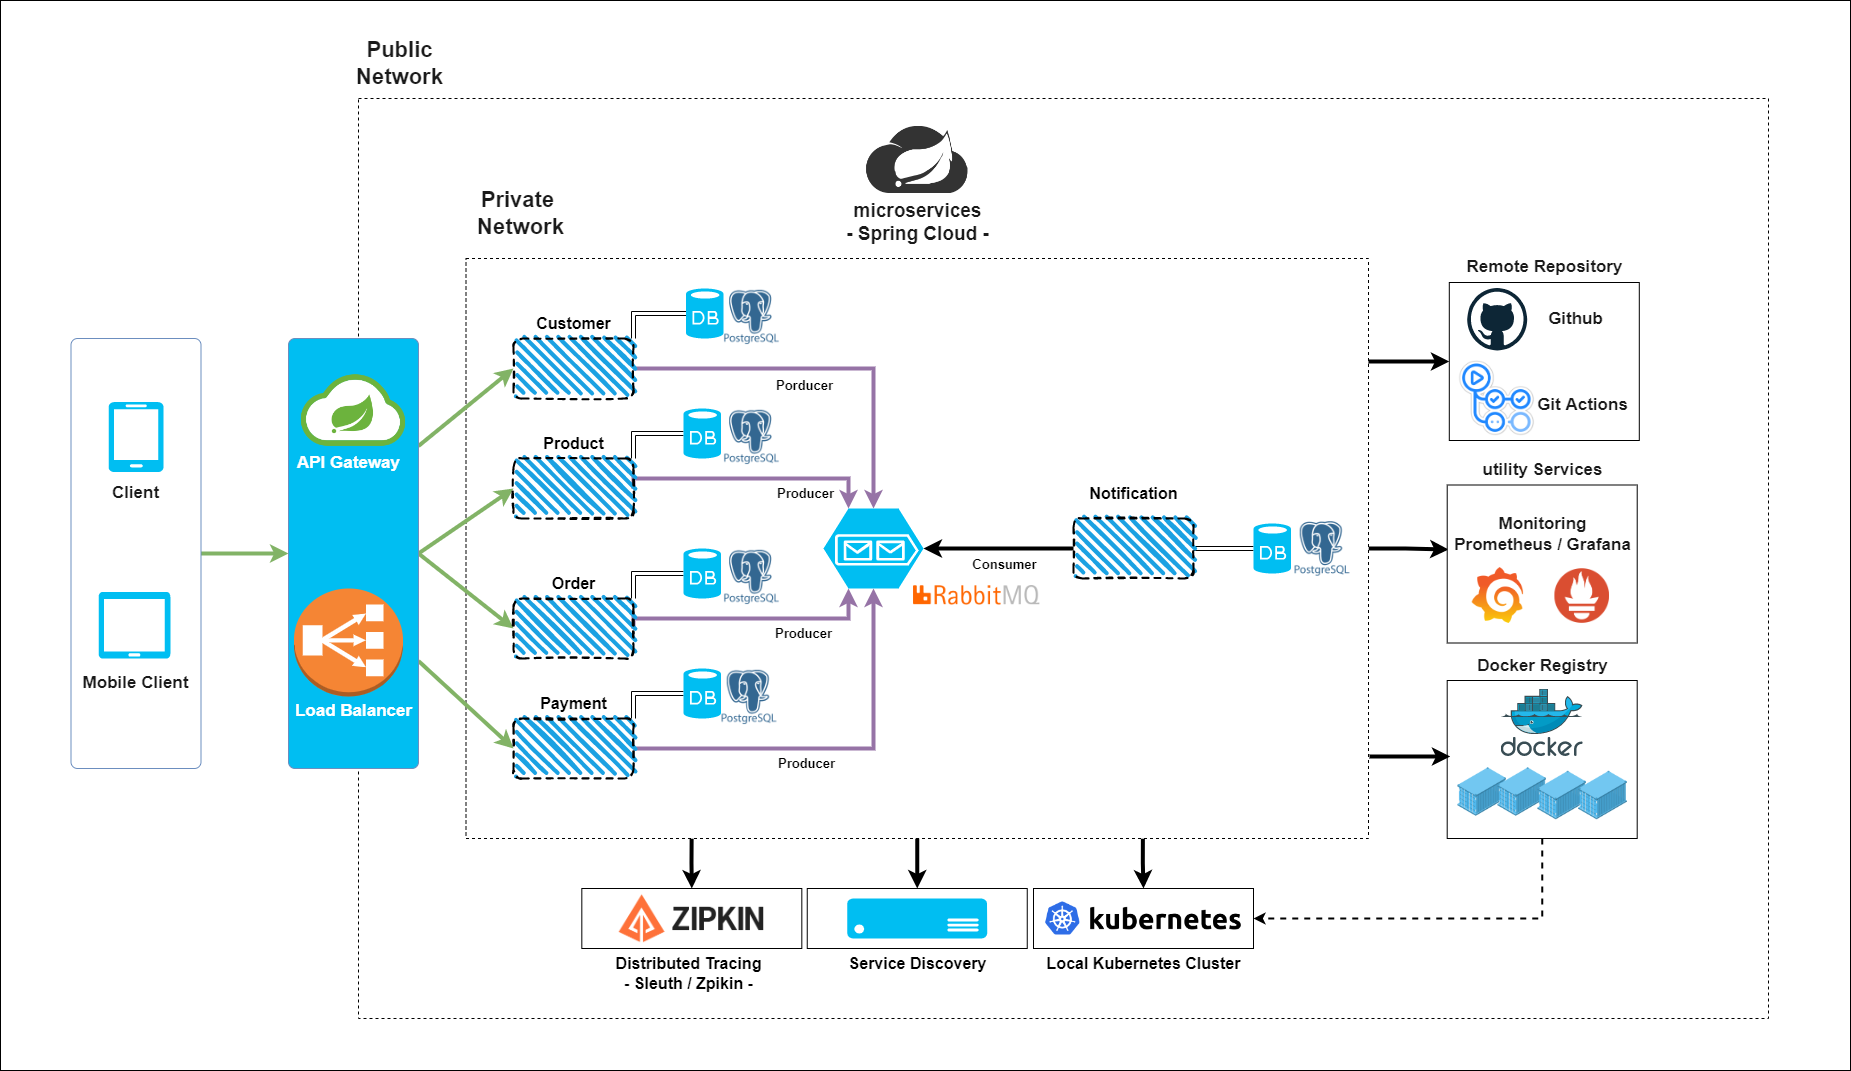 Public
Network
microservices
- Spring Cloud -
Private
Network
Remote Repository
Github
Git Actions
Customer
DB
PostgreSQL
Porducer
Client
Mobile Client
API Gateway
Load Balancer
Product
DB
PostgreSQL
Producer
Order
DB
PostgreSQL
Producer
Payment
DB
PostgreSQL
Producer
RabbitMQ
Consumer
Notification
DB
PostgreSQL
utility Services
Monitoring
Prometheus / Grafana
Docker Registry
docker
ZIPKIN
Distributed Tracing
- Sleuth / Zpikin -
Service Discovery
kubernetes
Local Kubernetes Cluster